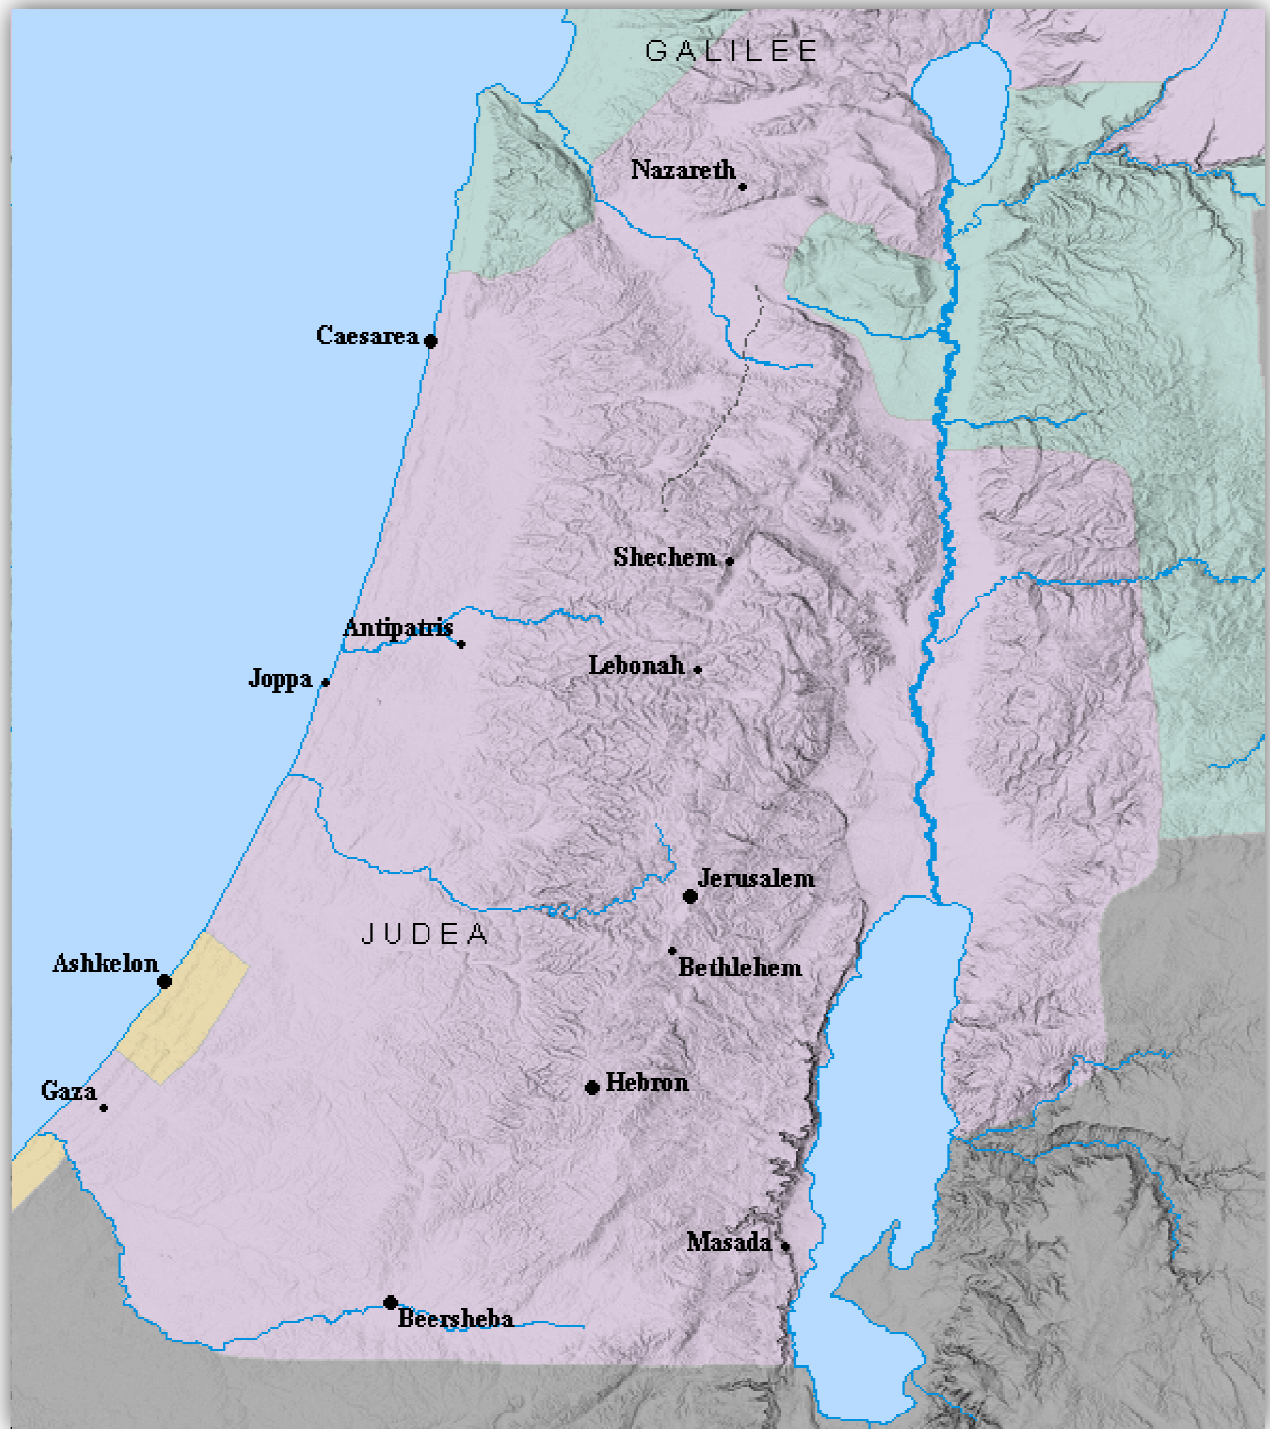 GALILEE
Nazareth
Caesarea
Shechem
Antipatris
Lebonah
Joppa
Jerusalem
JUDEA
Ashkelon
Bethlehem
Hebron
Gaza
Masada
Beersheba